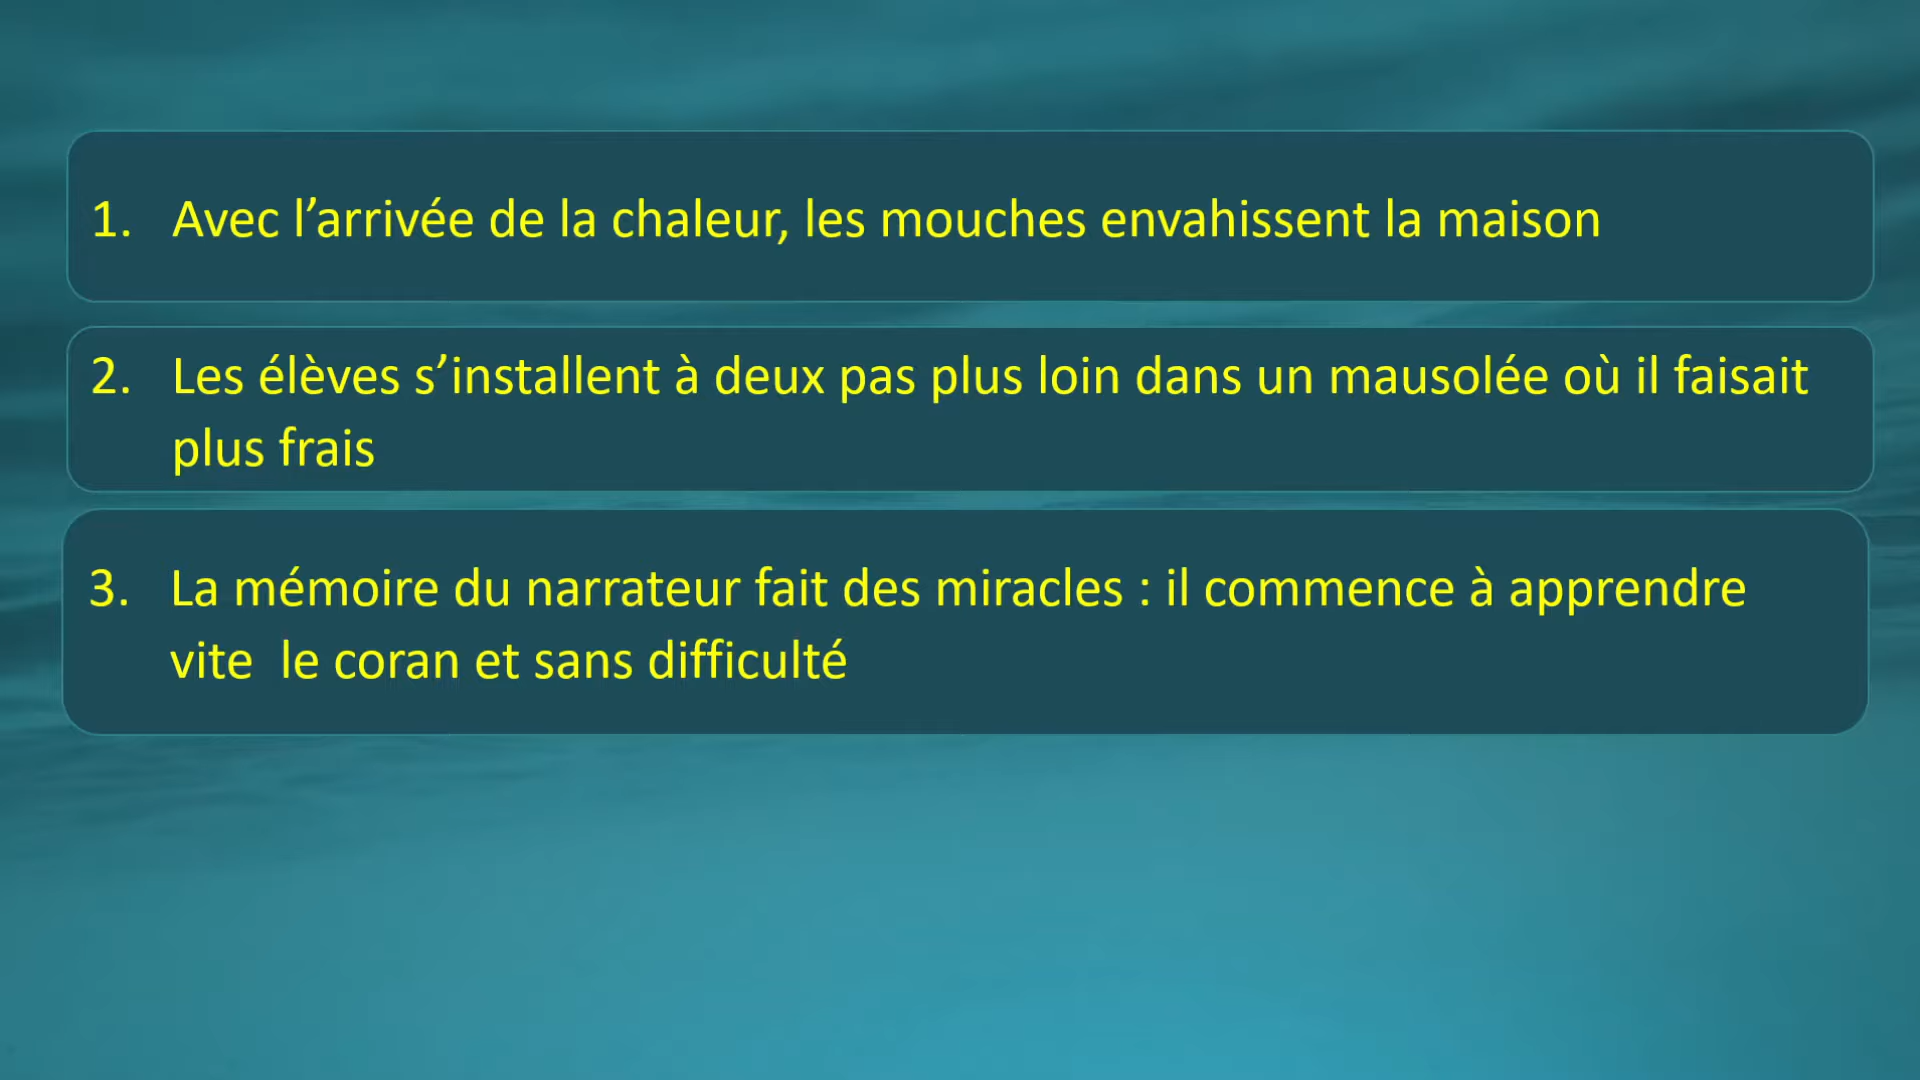 1. Avec l’arrivée de la chaleur, les mouches envahissent la maison
2. Les élèves s’installent à deux pas plus loin dans un mausolée où il faisait
plus frais
3. La mémoire du narrateur fait des miracles : il commence à apprendre
vite le coran et sans difficulté